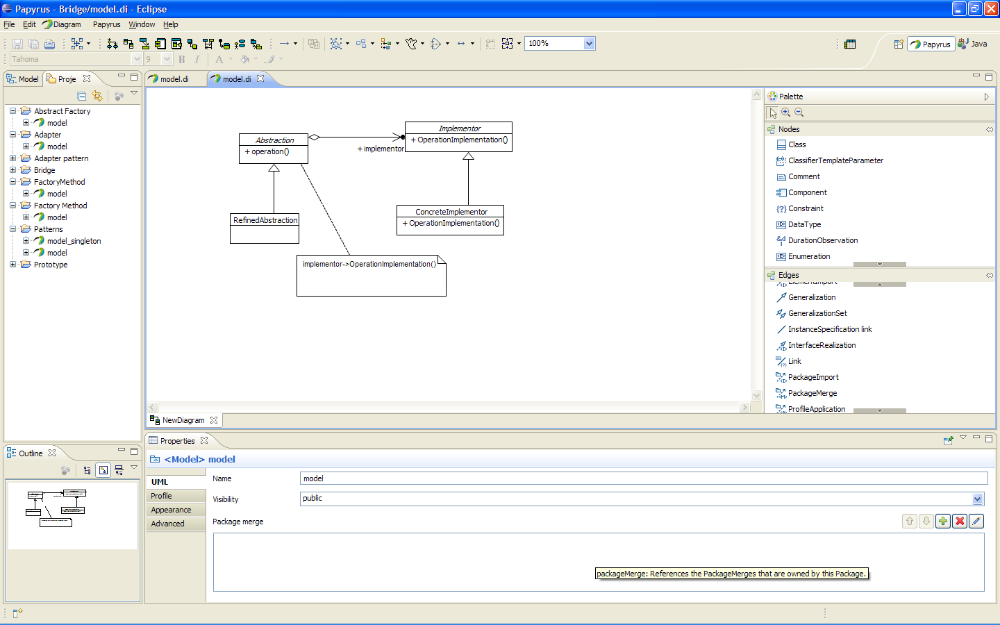 Papyrus - Bridge/model.di - Eclipse
File Edit Diagram Papyrus Window Help
100%
Papyrus
Java
Tahoma
9
B I A
Model
Proje
Abstract Factory
model
Adapter
model
Adapter pattern
Bridge
FactoryMethod
model
Factory Method
model
Patterns
model_singleton
model
Prototype
model.di
model.di
Abstraction
+ operation()
+ implementor
Implementor
+ OperationImplementation()
RefinedAbstraction
ConcreteImplementor
+ OperationImplementation()
implementor->OperationImplementation()
NewDiagram
Palette
Nodes
Class
ClassifierTemplateParameter
Comment
Component
Constraint
DataType
DurationObservation
Enumeration
Edges
ElementImport
Generalization
GeneralizationSet
InstanceSpecification link
InterfaceRealization
Link
PackageImport
PackageMerge
ProfileApplication
Outline
Properties
<Model> model
UML
Profile
Appearance
Advanced
Name
model
Visibility
public
Package merge
packageMerge: References the PackageMerges that are owned by this Package.